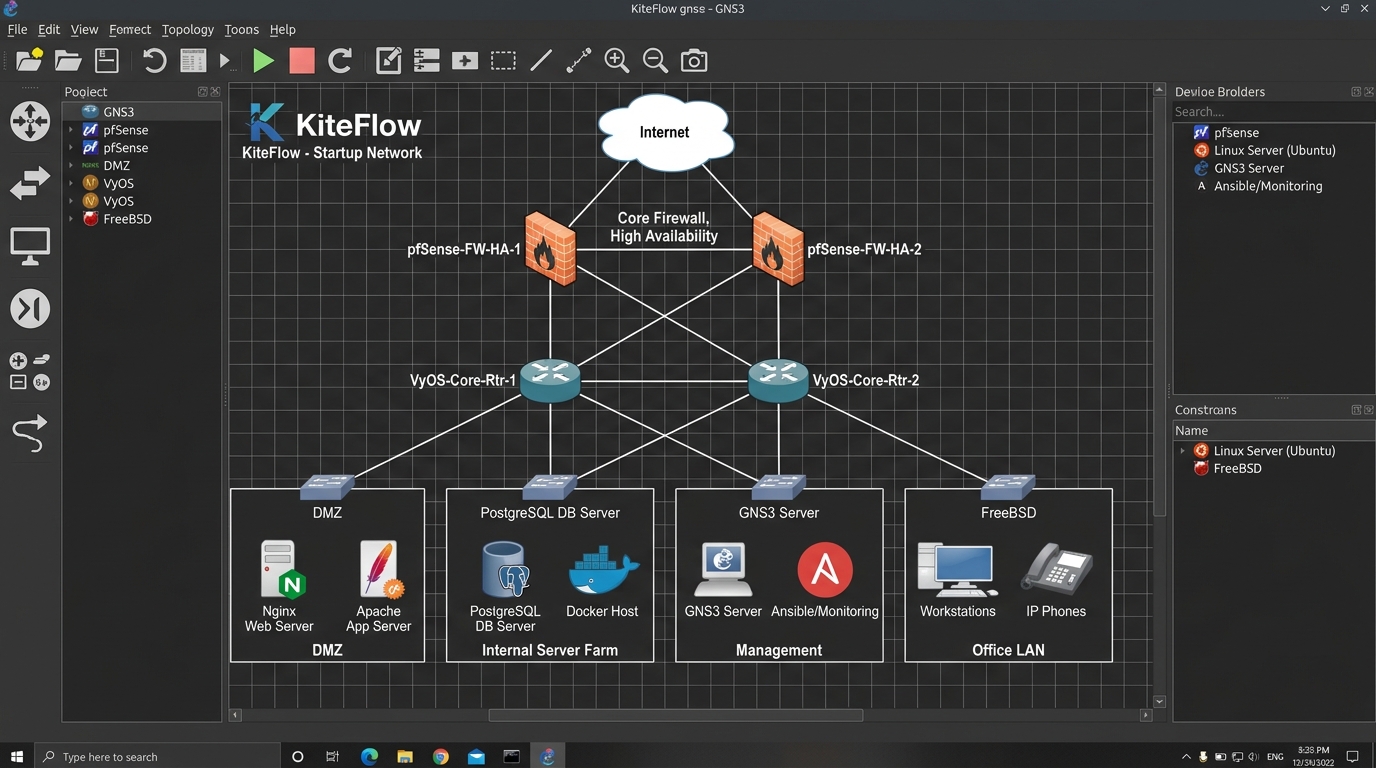 KiteFlow gnse - GNS3
File Edit View Fomect Topology Toons Help
Pogect
GNS3
pfSense
pfSense
DMZ
VyOS
VyOS
FreeBSD
KiteFlow
KiteFlow - Startup Network
Internet
Core Firewall,
High Availability
pfSense-FW-HA-1
pfSense-FW-HA-2
VyOS-Core-Rtr-1
VyOS-Core-Rtr-2
DMZ
Nginx
Web Server
Apache
App Server
DMZ
PostgreSQL DB Server
PostgreSQL
DB Server
Docker Host
Internal Server Farm
GNS3 Server
GNS3 Server
Ansible/Monitoring
Management
FreeBSD
Workstations
IP Phones
Office LAN
Device Brolders
Search....
pfsense
Linux Server (Ubuntu)
GNS3 Server
A Ansible/Monitoring
Constroans
Name
Linux Server (Ubuntu)
FreeBSD
Type here to search
ENG